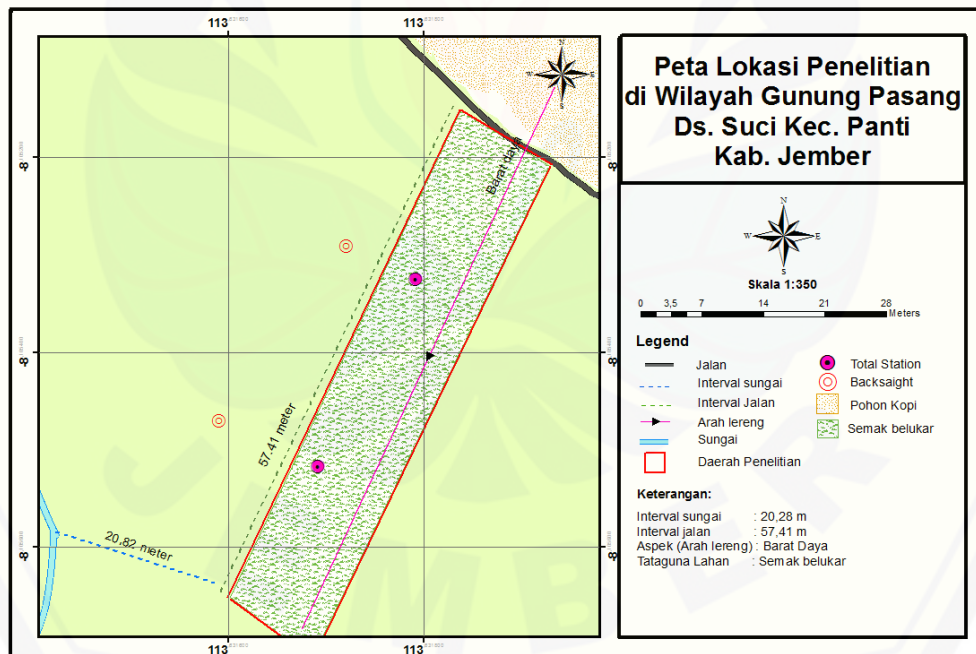 113
113
8
8
8
113
113
Barat daya
57.41 meter
20.82 meter
N
W
E
S
Peta Lokasi Penelitian
di Wilayah Gunung Pasang
Ds. Suci Kec. Panti
Kab. Jember
N
W
E
S
Skala 1:350
0 3,5 7 14 21 28
Meters
Legend
Jalan
Interval sungai
Interval Jalan
Arah lereng
Sungai
Daerah Penelitian
Total Station
Backsaight
Pohon Kopi
Semak belukar
Keterangan:
Interval sungai : 20,28 m
Interval jalan : 57,41 m
Aspek (Arah lereng) : Barat Daya
Tataguna Lahan : Semak belukar